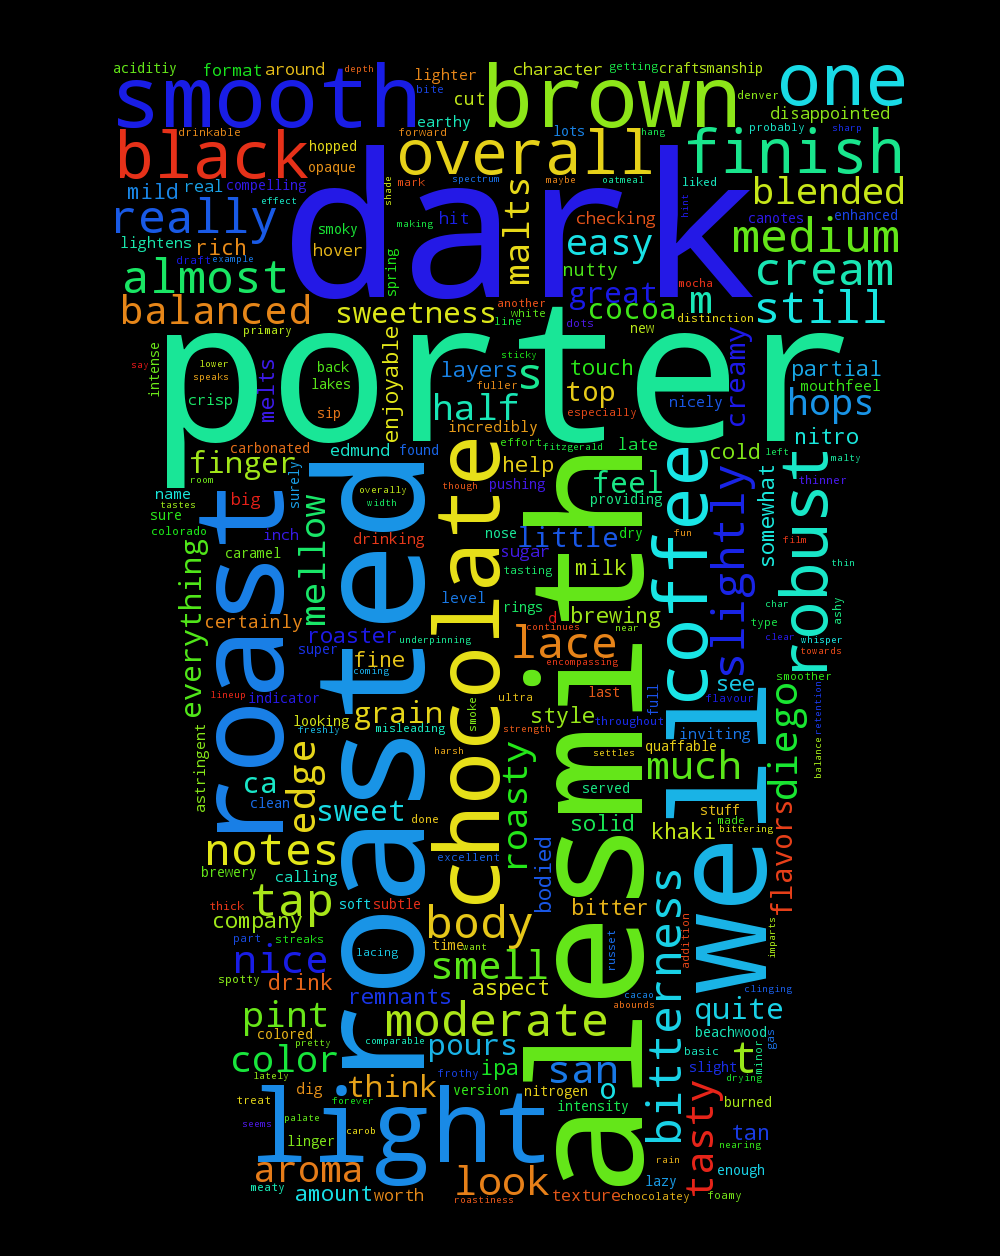 smooth
brown
one
aciditiy
format
around
depth
lighter
bite
cut
character
getting
craftsmanship
denver
disappointed
earthy
drinkable
forward
lots
hang
probably
sharp
black
hopped
opaque
overall
finish
mild
real
compelling
effect
dark
shade
mark
spectrum
maybe
oatmeal
liked
hint
blended
really
smoky
making
hit
malts
checking
canotes
enhanced
lightens
rich
hover
easy
medium
draft
example
spring
nutty
almost
great
mocha
cream
balanced
sweetness
another
white
cocoa
m
distinction
still
primary
line
dots
new
porter
say
intense
lower
speaks
melts
back
lakes
enjoyable
sticky
layers
s
touch
creamy
partial
fuller
top
mouthfeel
crisp
sip
half
especially
nicely
hops
incredibly
carbonated
edmund
found
effort
fitzgerald
late
cold
left
nitro
finger
room
surely
help
feel
malty
name
tastes
big
overally
width
though
pushing
providing
somewhat
thinner
sure
colorado
inch
drinking
nose
little
dry
fun
film
roast
roasted
chocolate
alesmith
coffee
slightly
robust
caramel
mellow
sugar
tasting
milk
thin
everything
level
rings
brewing
char
ashy
certainly
roaster
underpinning
d
continues
near
type
clear
whisper
super
fine
coming
lace
encompassing
towards
lineup
indicator
ultra
last
full
see
flavour
smoother
looking
grain
smoke
style
throughout
inviting
diego
retention
freshly
misleading
strength
astringent
edge
harsh
roasty
settles
quaffable
much
balance
ca
served
well
clean
sweet
done
solid
stuff
made
khaki
bittering
notes
excellent
bodied
flavors
brewery
calling
tap
thick
soft
subtle
body
bitter
bitterness
company
part
streaks
time
want
addition
imparts
nice
lacing
smell
russet
spotty
drink
remnants
aspect
cacao
abounds
clinging
pint
moderate
quite
colored
pretty
comparable
pours
beachwood
gas
color
ipa
san
basic
t
minor
lately
dig
think
frothy
version
nitrogen
o
slight
drying
treat
forever
intensity
tasty
burned
seems
palate
light
linger
carob
tan
nearing
aroma
rain
enough
meaty
amount
worth
look
roastiness
texture
lazy
chocolatey
foamy